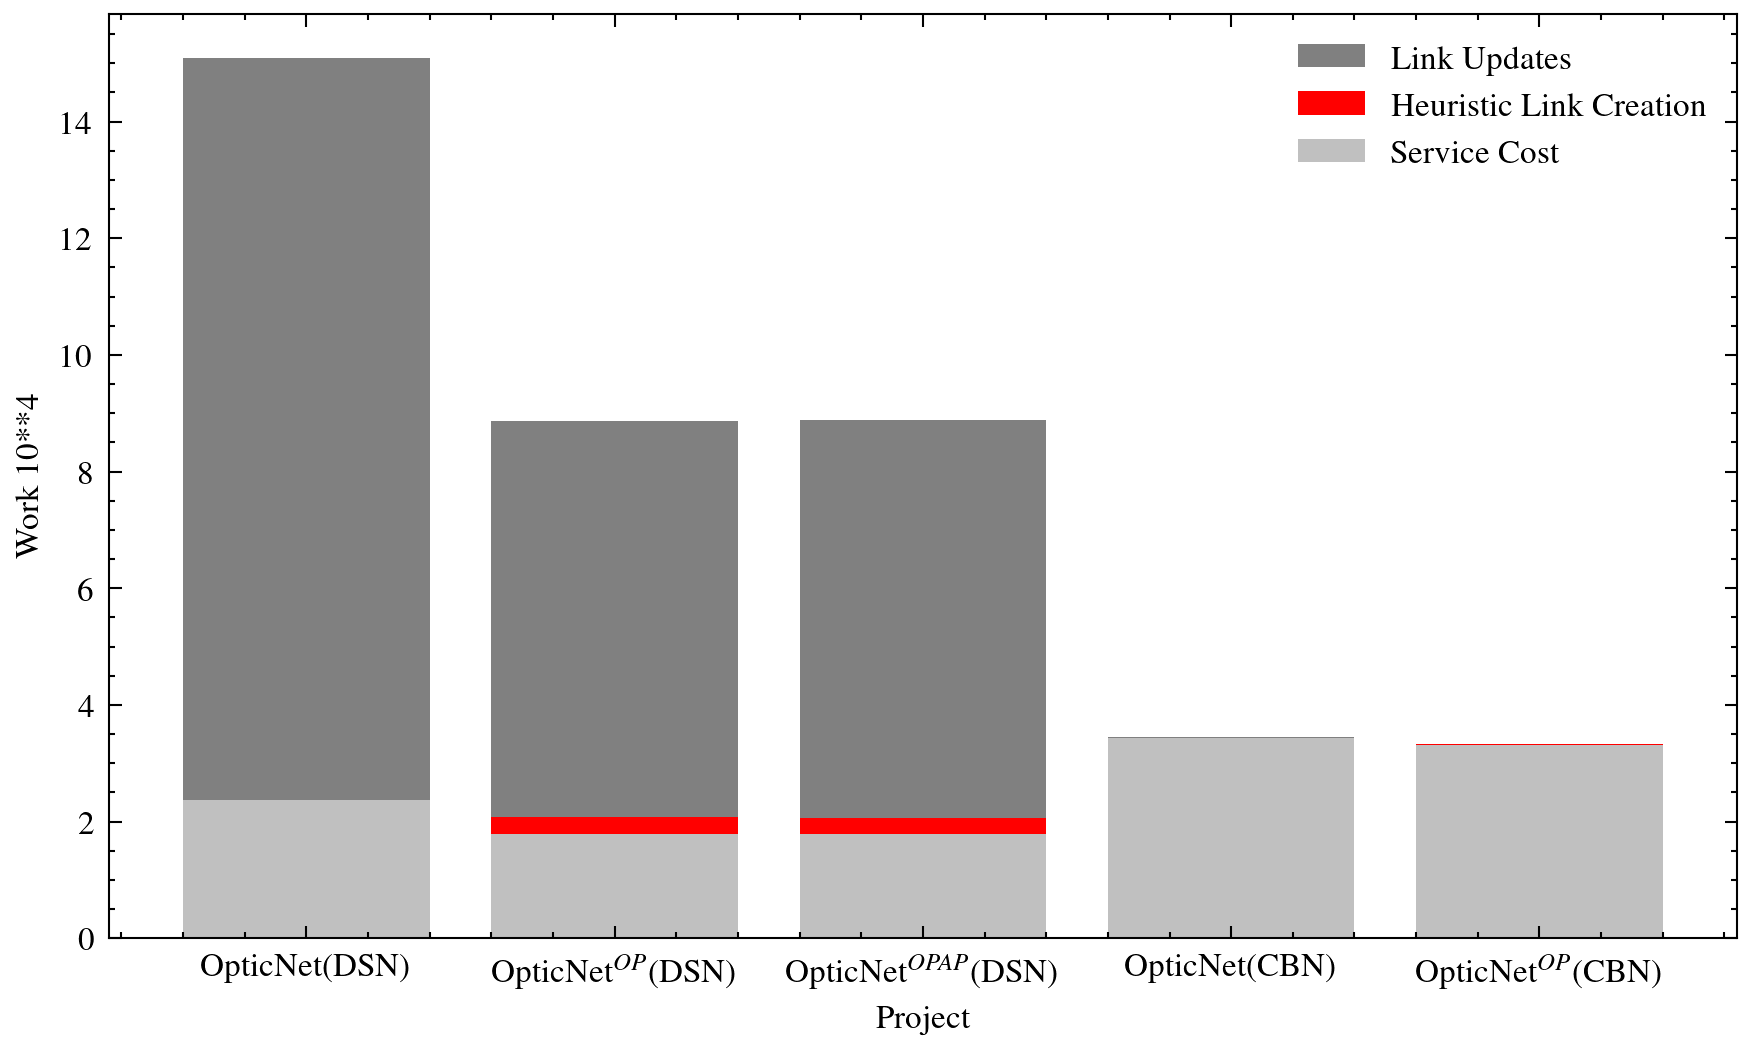 Link Updates
Heuristic Link Creation
Service Cost
14
12
10
8
6
4
2
0
Work 10**4
OpticNet(DSN) OpticNet^OP(DSN) OpticNet^OPAP(DSN) OpticNet(CBN) OpticNet^OP(CBN)
Project